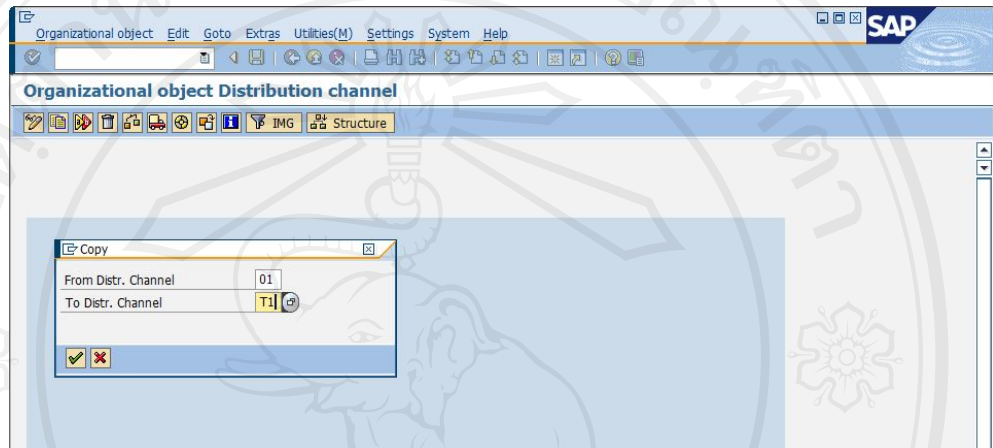 Organizational object Edit Goto Extras Utilities(M) Settings System Help
SAP
Organizational object Distribution channel
IMG Structure
Copy
From Distr. Channel 01
To Distr. Channel T1